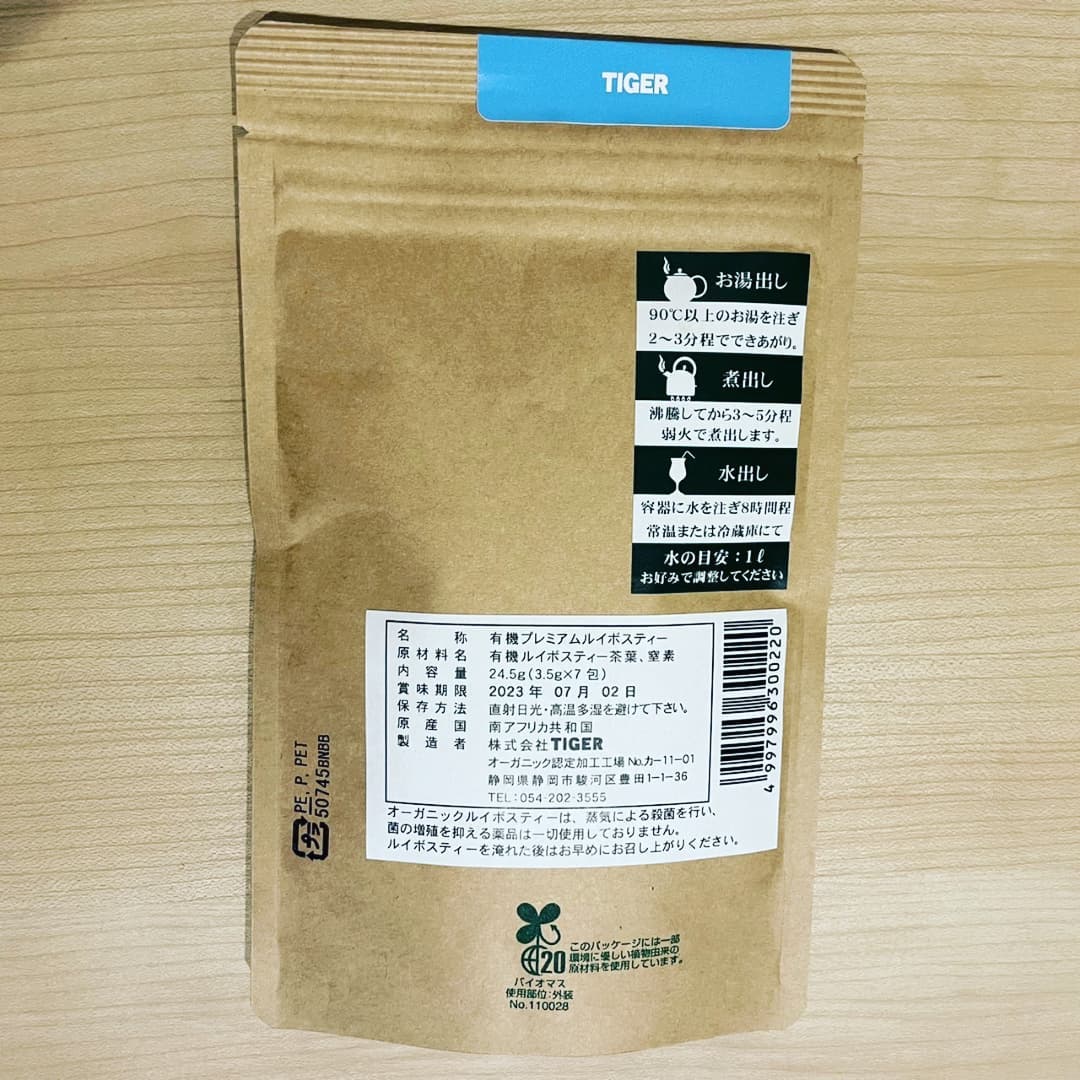 TIGER
お湯出し
90℃以上のお湯を注ぎ
2〜3分程でできあがり。
煮出し
沸騰してから3〜5分程
弱火で煮出します。
水出し
容器に水を注ぎ8時間程
常温または冷蔵庫にて
水の目安:1ℓ
お好みで調整してください
名称 有機プレミアムルイボスティー
原材料名 有機ルイボスティー茶葉、窒素
内容量 24.5g(3.5g×7包)
賞味期限 2023年 07月 02日
保存方法 直射日光・高温多湿を避けて下さい。
原産国 南アフリカ共和国
製造者 株式会社TIGER
オーガニック認定加工工場No.カー11-01
静岡県静岡市駿河区豊田1-1-36
TEL:054-202-3555
オーガニックルイボスティーは、蒸気による殺菌を行い、
菌の増殖を抑える薬品は一切使用しておりません。
ルイボスティーを淹れた後はお早めにお召し上がりください。
4997996300220
プラ
PE, P, PET
50745BNBB
20
バイオマス
使用部位:外装
No.110028
このパッケージには一部
環境に優しい植物由来の
原材料を使用しています。